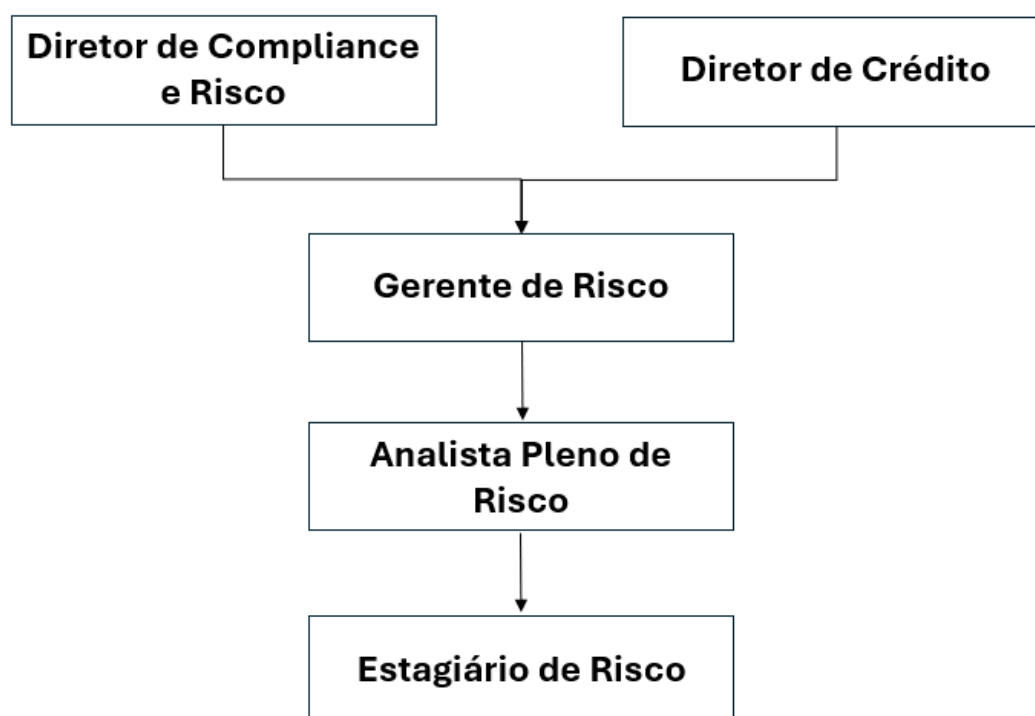 Diretor de Compliance
e Risco
Diretor de Crédito
Gerente de Risco
Analista Pleno de
Risco
Estagiário de Risco